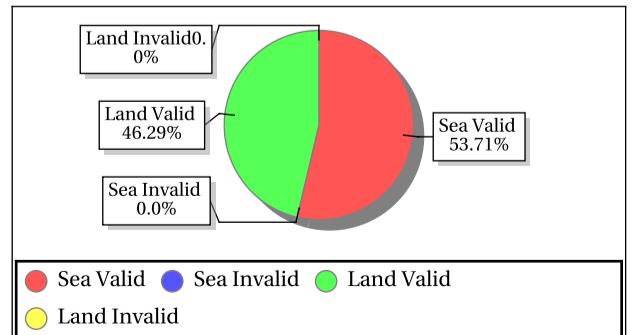 Land Invalid0.
0%
Land Valid
46.29%
Sea Valid
53.71%
Sea Invalid
0.0%
Sea Valid
Sea Invalid
Land Valid
Land Invalid